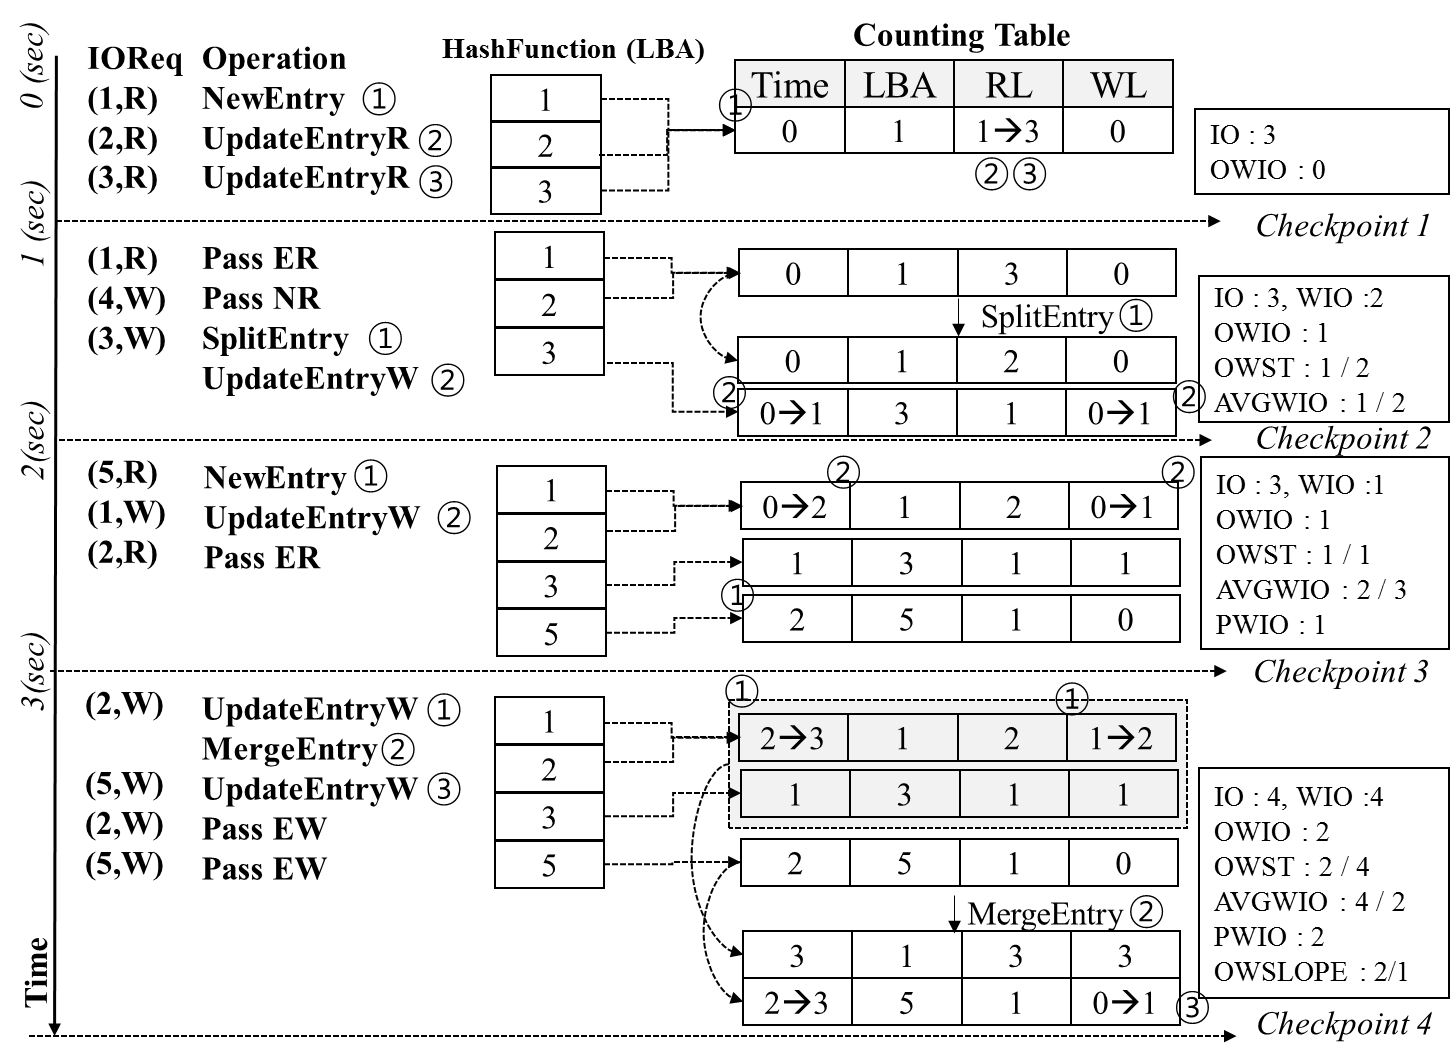 0 (sec)
IOReq Operation
HashFunction (LBA)
Counting Table
(1,R) NewEntry ①
(2,R) UpdateEntryR ②
(3,R) UpdateEntryR ③
1
2
3
① Time LBA RL WL
0 1 1→3 0
② ③
IO : 3
OWIO : 0
1 (sec)
Checkpoint 1
(1,R) Pass ER
(4,W) Pass NR
(3,W) SplitEntry ①
UpdateEntryW ②
1
2
3
0 1 3 0
SplitEntry ①
0 1 2 0
② ②
0→1 3 1 0→1
IO : 3, WIO :2
OWIO : 1
OWST : 1 / 2
AVGWIO : 1 / 2
2(sec)
Checkpoint 2
(5,R) NewEntry ①
(1,W) UpdateEntryW ②
(2,R) Pass ER
1
2
3
5
② ②
0→2 1 2 0→1
1 3 1 1
①
2 5 1 0
IO : 3, WIO :1
OWIO : 1
OWST : 1 / 1
AVGWIO : 2 / 3
PWIO : 1
3(sec)
Checkpoint 3
(2,W) UpdateEntryW ①
MergeEntry ②
(5,W) UpdateEntryW ③
(2,W) Pass EW
(5,W) Pass EW
1
2
3
5
① ①
2→3 1 2 1→2
1 3 1 1
2 5 1 0
MergeEntry ②
3 1 3 3
2→3 5 1 0→1 ③
IO : 4, WIO :4
OWIO : 2
OWST : 2 / 4
AVGWIO : 4 / 2
PWIO : 2
OWSLOPE : 2/1
Time
Checkpoint 4